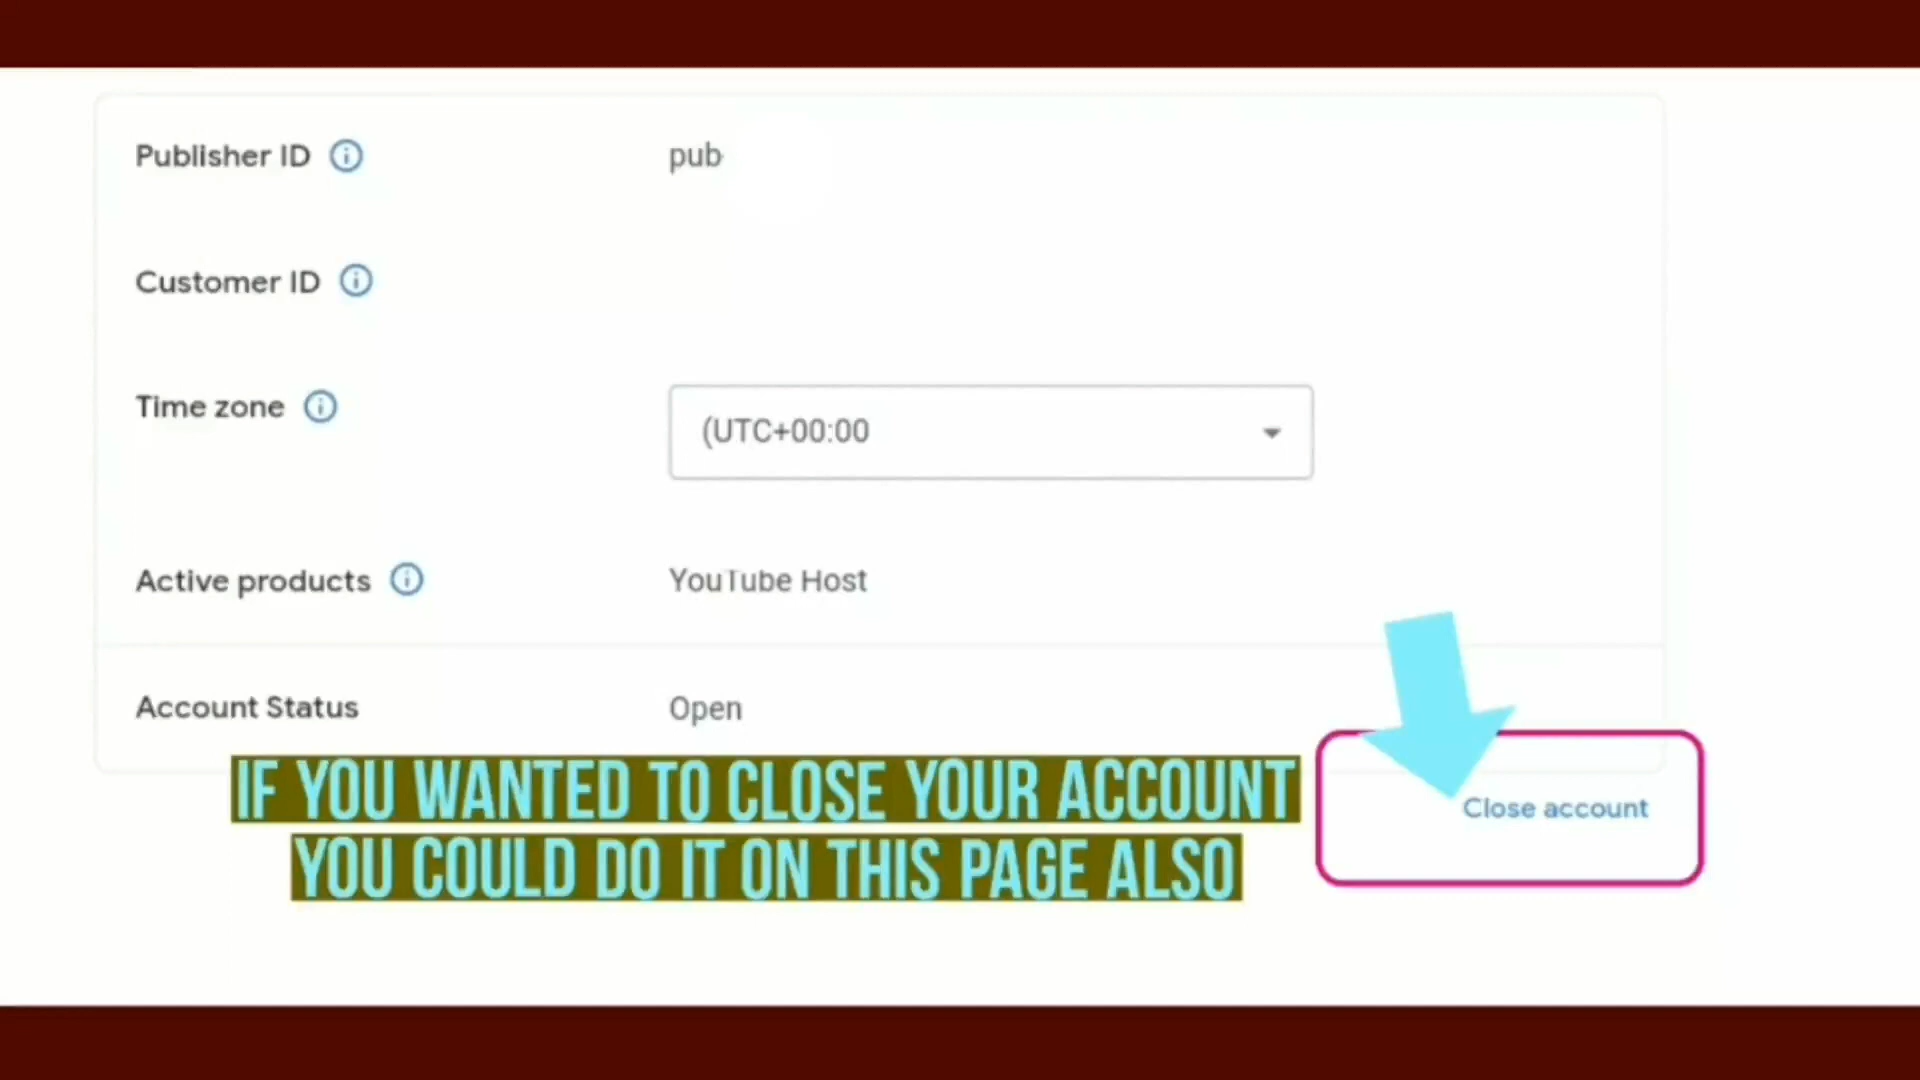 Publisher ID
pub
Customer ID
Time zone
(UTC+00:00
Active products
YouTube Host
Account Status
Open
IF YOU WANTED TO CLOSE YOUR ACCOUNT
YOU COULD DO IT ON THIS PAGE ALSO
Close account